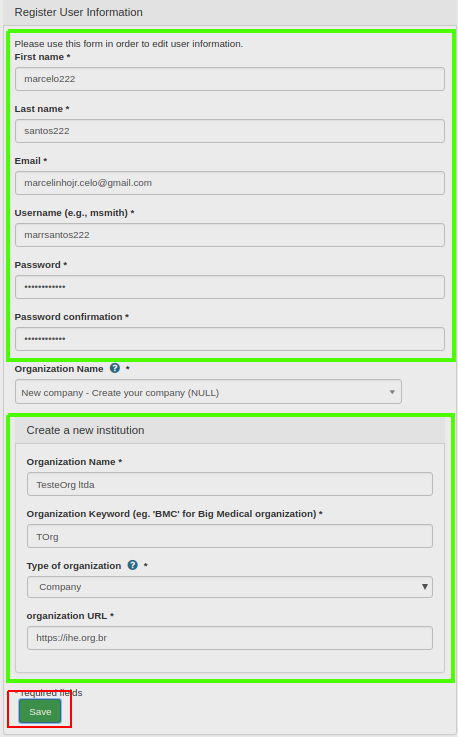 Register User Information
Please use this form in order to edit user information.
First name *
marcelo222
Last name *
santos222
Email *
marcelinhojr.celo@gmail.com
Username (e.g., msmith) *
marrsantos222
Password *
••••••••••••
Password confirmation *
••••••••••••
Organization Name ? *
New company - Create your company (NULL)
Create a new institution
Organization Name *
TesteOrg ltda
Organization Keyword (eg. 'BMC' for Big Medical organization) *
TOrg
Type of organization ? *
Company
organization URL *
https://ihe.org.br
* required fields
Save